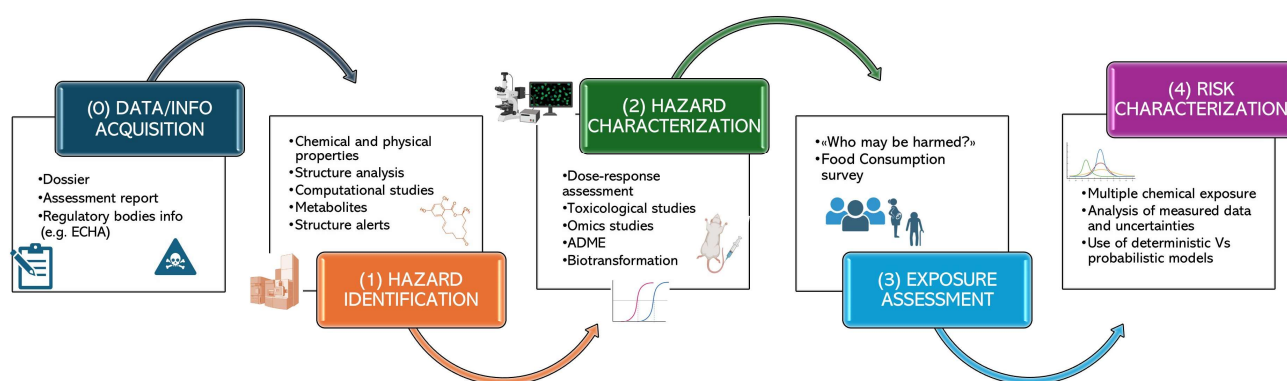 (0) DATA/INFO
ACQUISITION
•Dossier
•Assessment report
•Regulatory bodies info
(e.g. ECHA)
•Chemical and physical
properties
•Structure analysis
•Computational studies
•Metabolites
•Structure alerts
(1) HAZARD
IDENTIFICATION
(2) HAZARD
CHARACTERIZATION
•Dose-response
assessment
•Toxicological studies
•Omics studies
•ADME
•Biotransformation
•«Who may be harmed?»
•Food Consumption
survey
(3) EXPOSURE
ASSESSMENT
(4) RISK
CHARACTERIZATION
•Multiple chemical exposure
•Analysis of measured data
and uncertainties
•Use of deterministic Vs
probabilistic models